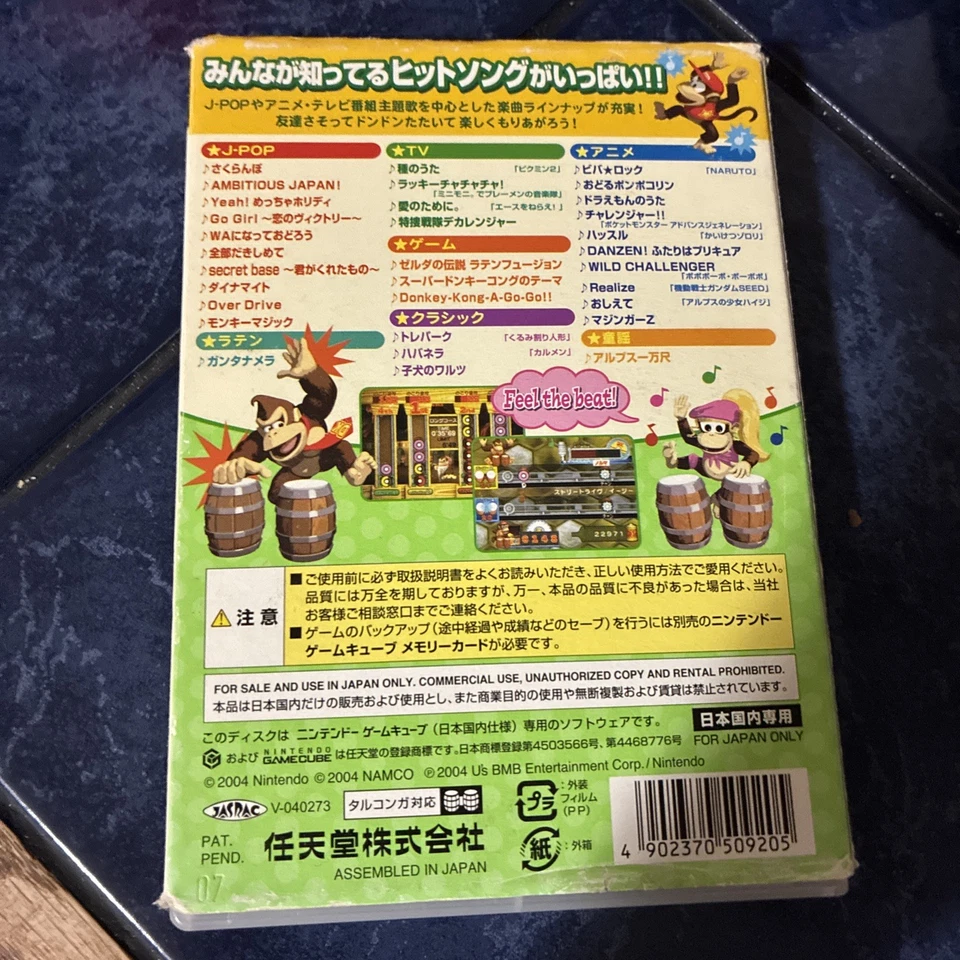 みんなが知ってるヒットソングがいっぱい!!
J-POPやアニメ・テレビ番組主題歌を中心とした楽曲ラインナップが充実!
友達さそってドンドンたたいて楽しくもりあがろう!
★J-POP
♪さくらんぼ
♪AMBITIOUS JAPAN!
♪Yeah! めっちゃホリディ
♪Go Girl ～恋のヴィクトリー～
♪WAになっておどろう
♪全部だきしめて
♪secret base ～君がくれたもの～
♪ダイナマイト
♪Over Drive
♪モンキーマジック
★ラテン
♪ガンタナメラ
★TV
♪種のうた 「ピクミン2」
♪ラッキーチャチャチャ!
「ミニモニ。でブレーメンの音楽隊」
♪愛のために。 「エースをねらえ!」
♪特捜戦隊デカレンジャー
★ゲーム
♪ゼルダの伝説 ラテンフュージョン
♪スーパードンキーコングのテーマ
♪Donkey-Kong-A-Go-Go!!
★クラシック
♪トレパーク 「くるみ割り人形」
♪ハバネラ 「カルメン」
♪子犬のワルツ
★アニメ
♪ビバ★ロック 「NARUTO」
♪おどるポンポコリン
♪ドラえもんのうた
♪チャレンジャー!!
「ポケットモンスター アドバンスジェネレーション」
♪ハッスル 「かいけつゾロリ」
♪DANZEN! ふたりはプリキュア
♪WILD CHALLENGER
「ボボボーボ・ボーボボ」
♪Realize 「機動戦士ガンダムSEED」
♪おしえて 「アルプスの少女ハイジ」
♪マジンガーZ
★童謡
♪アルプス一万尺
Feel the beat!
ストリートライヴ/イージー
6148
22971
注意
■ご使用前に必ず取扱説明書をよくお読みいただき、正しい使用方法でご愛用ください。
品質には万全を期しておりますが、万一、本品の品質に不良があった場合は、当社
お客様ご相談窓口までご連絡ください。
■ゲームのバックアップ(途中経過や成績などのセーブ)を行うには別売のニンテンドー
ゲームキューブ メモリーカードが必要です。
FOR SALE AND USE IN JAPAN ONLY. COMMERCIAL USE, UNAUTHORIZED COPY AND RENTAL PROHIBITED.
本品は日本国内だけの販売および使用とし、また商業目的の使用や無断複製および賃貸は禁止されています。
このディスクは ニンテンドー ゲームキューブ (日本国内仕様) 専用のソフトウェアです。
日本国内専用
FOR JAPAN ONLY
および NINTENDO GAMECUBE は任天堂の登録商標です。日本商標登録第4503566号、第4468776号
© 2004 Nintendo © 2004 NAMCO ℗ 2004 U's BMB Entertainment Corp./ Nintendo
JASRAC V-040273 タルコンガ対応
プラ :外装フィルム(PP)
PAT. PEND.
任天堂株式会社
紙 :外箱
ASSEMBLED IN JAPAN
4 902370 509205
07